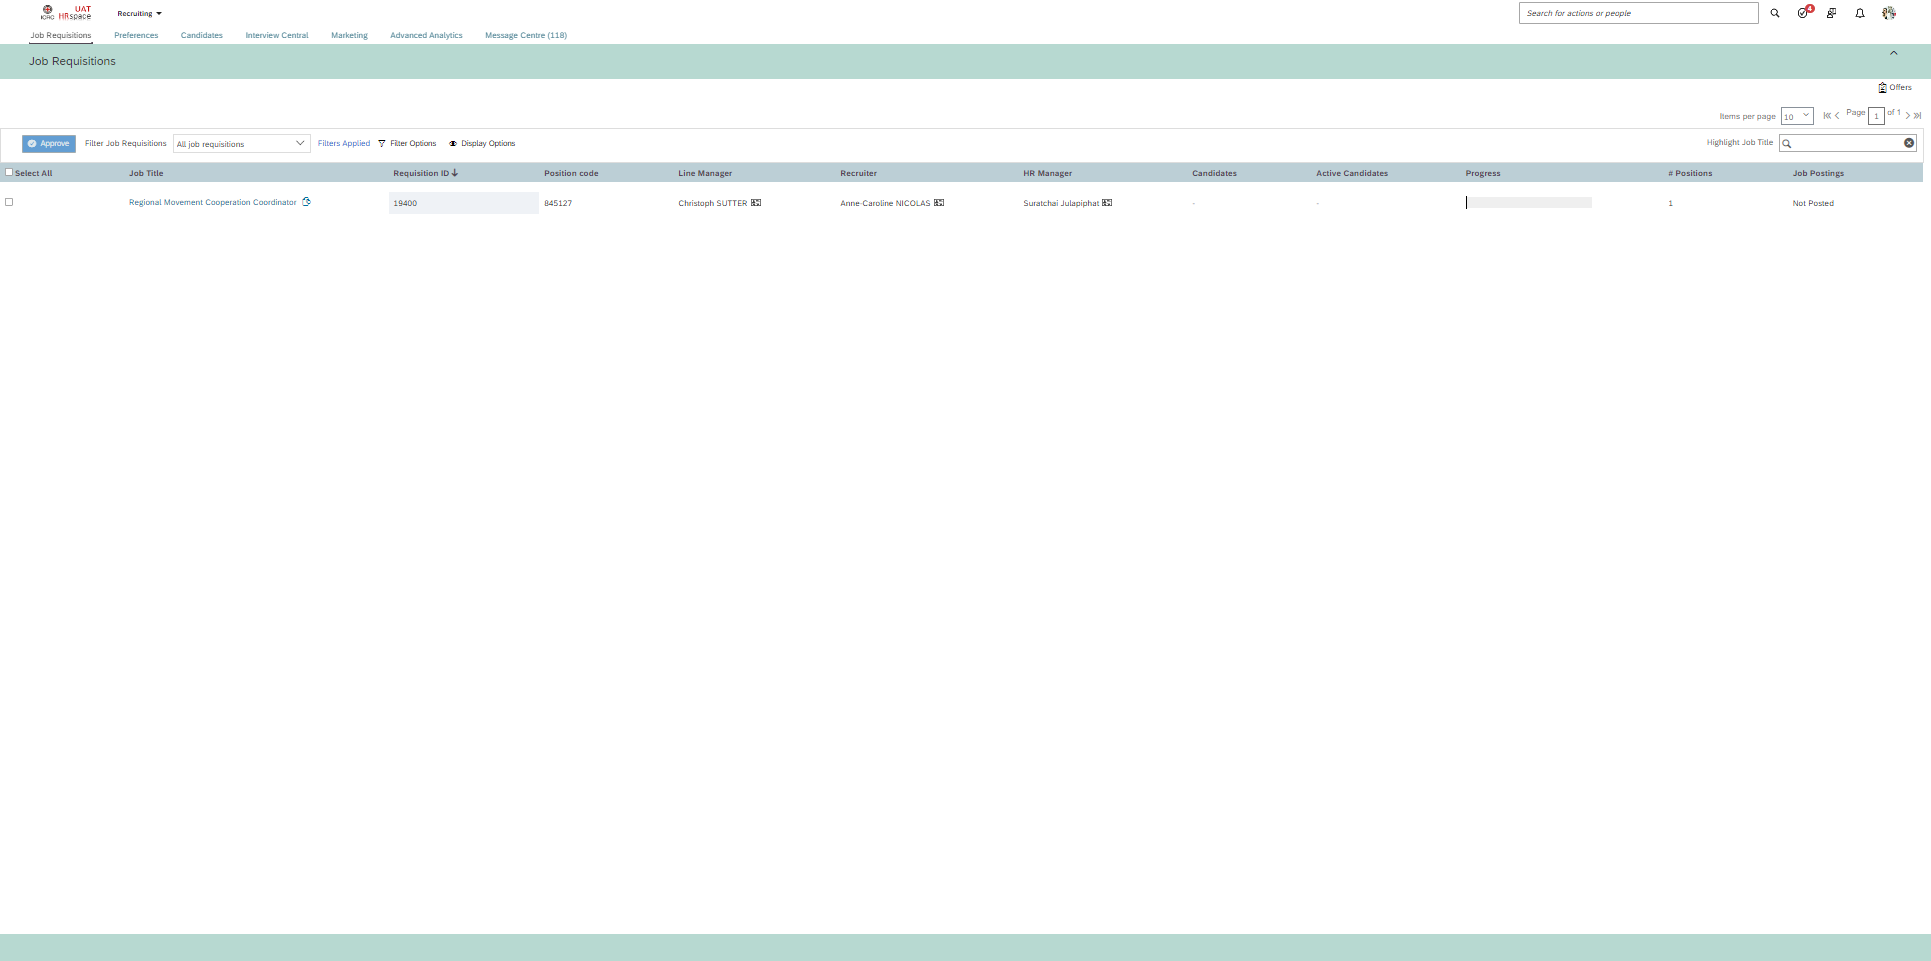 ICRC UAT HRspace Recruiting Search for actions or people 4
Job Requisitions Preferences Candidates Interview Central Marketing Advanced Analytics Message Centre (118)
Job Requisitions
Offers
Items per page 10 Page 1 of 1
Approve Filter Job Requisitions All job requisitions Filters Applied Filter Options Display Options Highlight Job Title
Select All Job Title Requisition ID Position code Line Manager Recruiter HR Manager Candidates Active Candidates Progress # Positions Job Postings
Regional Movement Cooperation Coordinator 19400 845127 Christoph SUTTER Anne-Caroline NICOLAS Suratchai Julapiphat - - 1 Not Posted